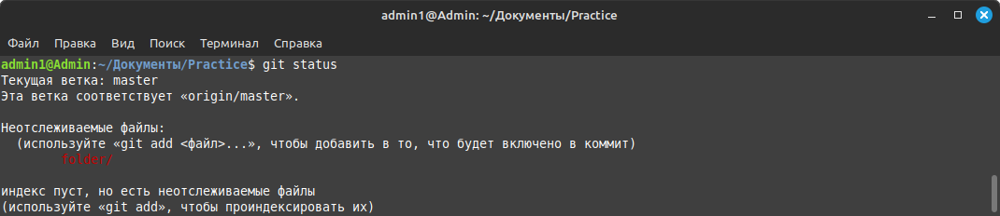 admin1@Admin: ~/Документы/Practice
Файл Правка Вид Поиск Терминал Справка
admin1@Admin:~/Документы/Practice$ git status
Текущая ветка: master
Эта ветка соответствует «origin/master».
Неотслеживаемые файлы:
(используйте «git add <файл>...», чтобы добавить в то, что будет включено в коммит)
folder/
индекс пуст, но есть неотслеживаемые файлы
(используйте «git add», чтобы проиндексировать их)